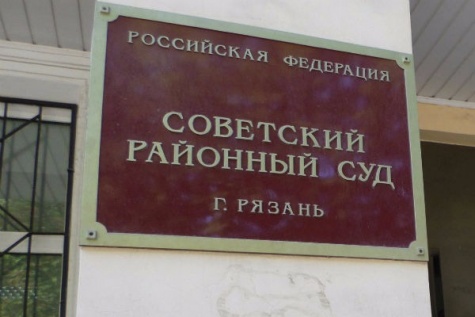 РОССИЙСКАЯ ФЕДЕРАЦИЯ
СОВЕТСКИЙ
РАЙОННЫЙ СУД
Г. РЯЗАНЬ